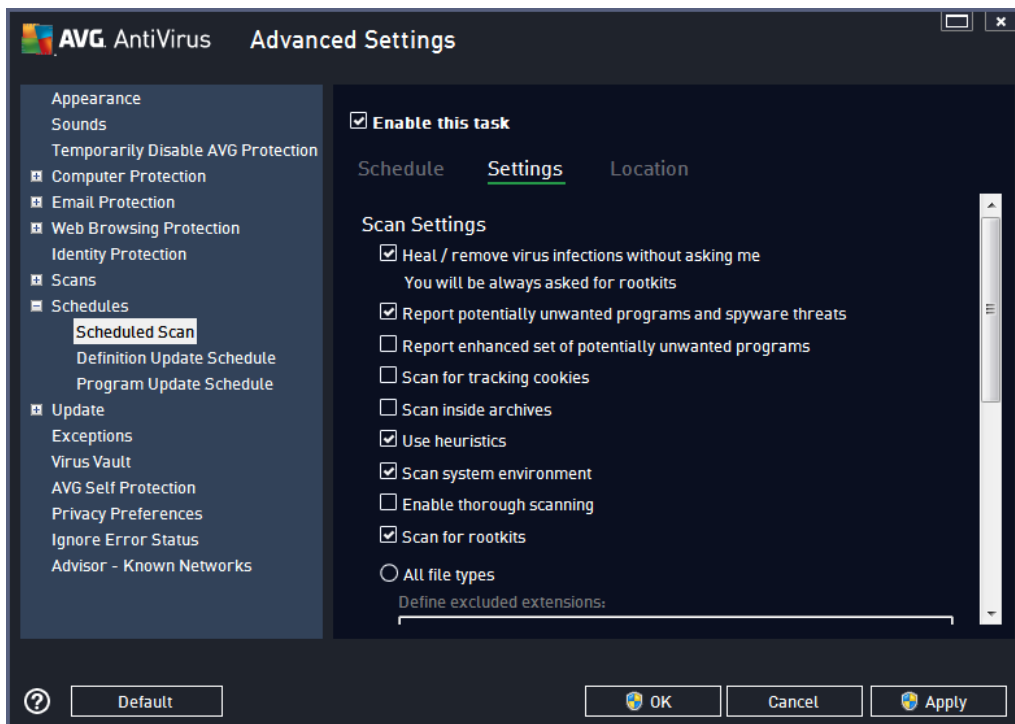 AVG AntiVirus Advanced Settings
Appearance
Sounds
Temporarily Disable AVG Protection
Computer Protection
Email Protection
Web Browsing Protection
Identity Protection
Scans
Schedules
Scheduled Scan
Definition Update Schedule
Program Update Schedule
Update
Exceptions
Virus Vault
AVG Self Protection
Privacy Preferences
Ignore Error Status
Advisor - Known Networks
Enable this task
Schedule Settings Location
Scan Settings
Heal / remove virus infections without asking me
You will be always asked for rootkits
Report potentially unwanted programs and spyware threats
Report enhanced set of potentially unwanted programs
Scan for tracking cookies
Scan inside archives
Use heuristics
Scan system environment
Enable thorough scanning
Scan for rootkits
All file types
Define excluded extensions:
? Default OK Cancel Apply